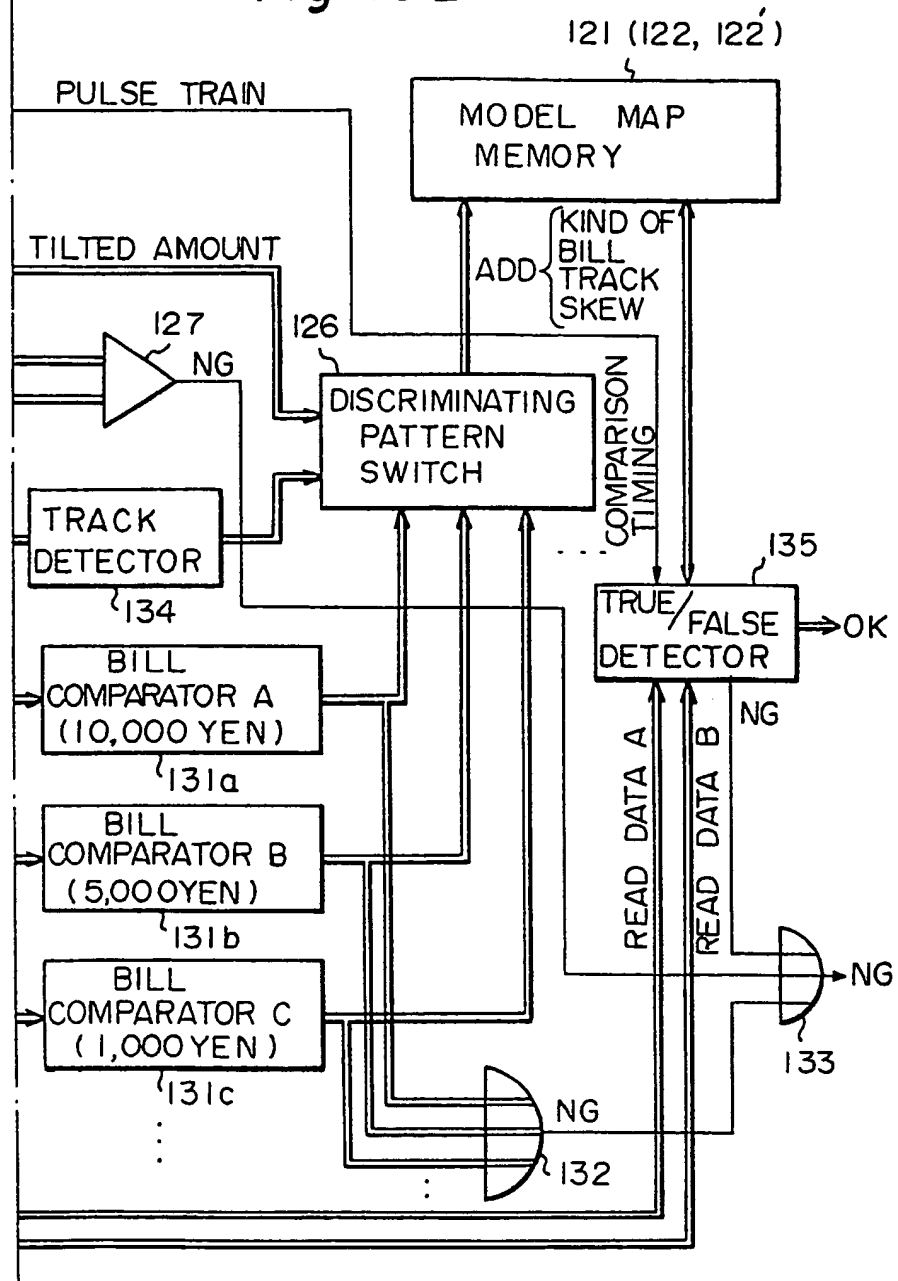 121 (122, 122')
PULSE TRAIN
MODEL MAP
MEMORY
TILTED AMOUNT
ADD
KIND OF
BILL
TRACK
SKEW
127
NG
126
DISCRIMINATING
PATTERN
SWITCH
COMPARISON
TIMING
TRACK
DETECTOR
134
135
TRUE/FALSE
DETECTOR
OK
NG
BILL
COMPARATOR A
(10,000 YEN)
131a
READ DATA A
READ DATA B
BILL
COMPARATOR B
(5,000YEN)
131b
BILL
COMPARATOR C
(1,000YEN)
131c
NG
133
NG
132